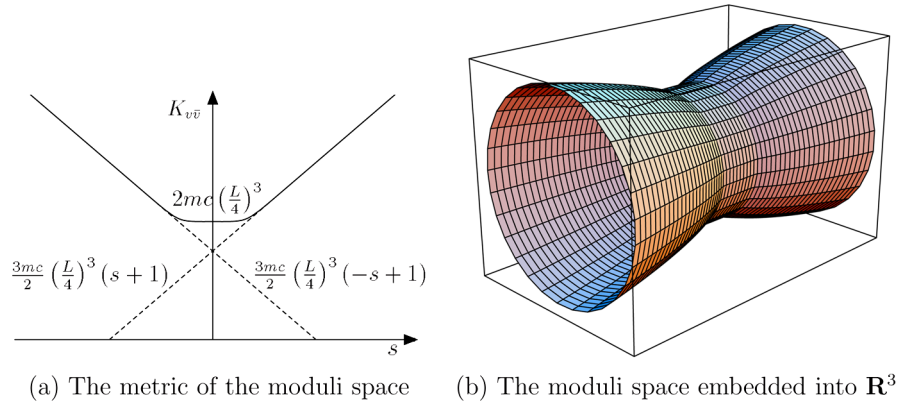 K_{v\bar{v}}
2mc (L/4)^3
3mc/2 (L/4)^3 (s + 1)
3mc/2 (L/4)^3 (−s + 1)
s
(a) The metric of the moduli space
(b) The moduli space embedded into R^3